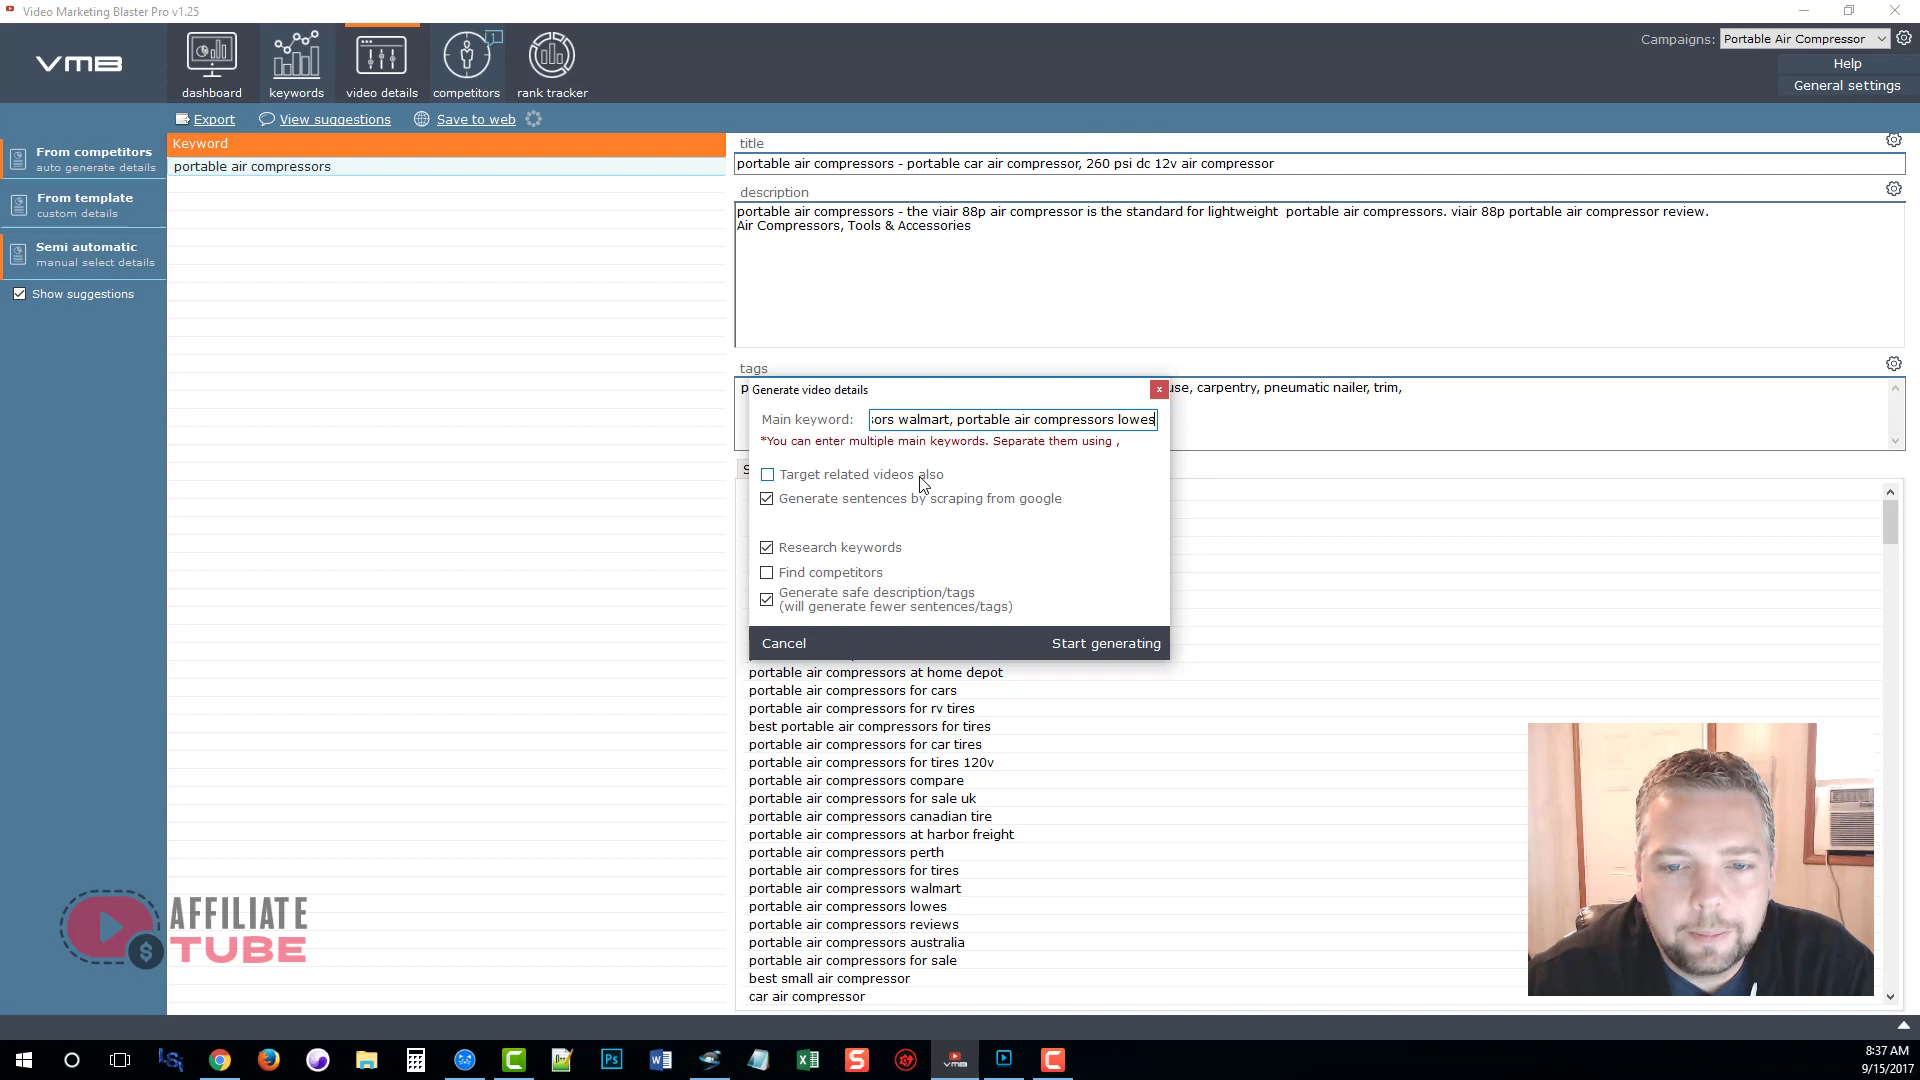 Video Marketing Blaster Pro v1.25
VMB
dashboard
keywords
video details
1
competitors
rank tracker
Campaigns:
Portable Air Compressor
Help
General settings
Export
View suggestions
Save to web
From competitors
auto generate details
From template
custom details
Semi automatic
manual select details
Show suggestions
Keyword
portable air compressors
title
portable air compressors - portable car air compressor, 260 psi dc 12v air compressor
description
portable air compressors - the viair 88p air compressor is the standard for lightweight  portable air compressors. viair 88p portable air compressor review.
Air Compressors, Tools & Accessories
tags
use, carpentry, pneumatic nailer, trim,
Generate video details
Main keyword:
sors walmart, portable air compressors lowes
*You can enter multiple main keywords. Separate them using ,
Target related videos also
Generate sentences by scraping from google
Research keywords
Find competitors
Generate safe description/tags
(will generate fewer sentences/tags)
Cancel
Start generating
portable air compressors at home depot
portable air compressors for cars
portable air compressors for rv tires
best portable air compressors for tires
portable air compressors for car tires
portable air compressors for tires 120v
portable air compressors compare
portable air compressors for sale uk
portable air compressors canadian tire
portable air compressors at harbor freight
portable air compressors perth
portable air compressors for tires
portable air compressors walmart
portable air compressors lowes
portable air compressors reviews
portable air compressors australia
portable air compressors for sale
best small air compressor
car air compressor
AFFILIATE
TUBE
8:37 AM
9/15/2017